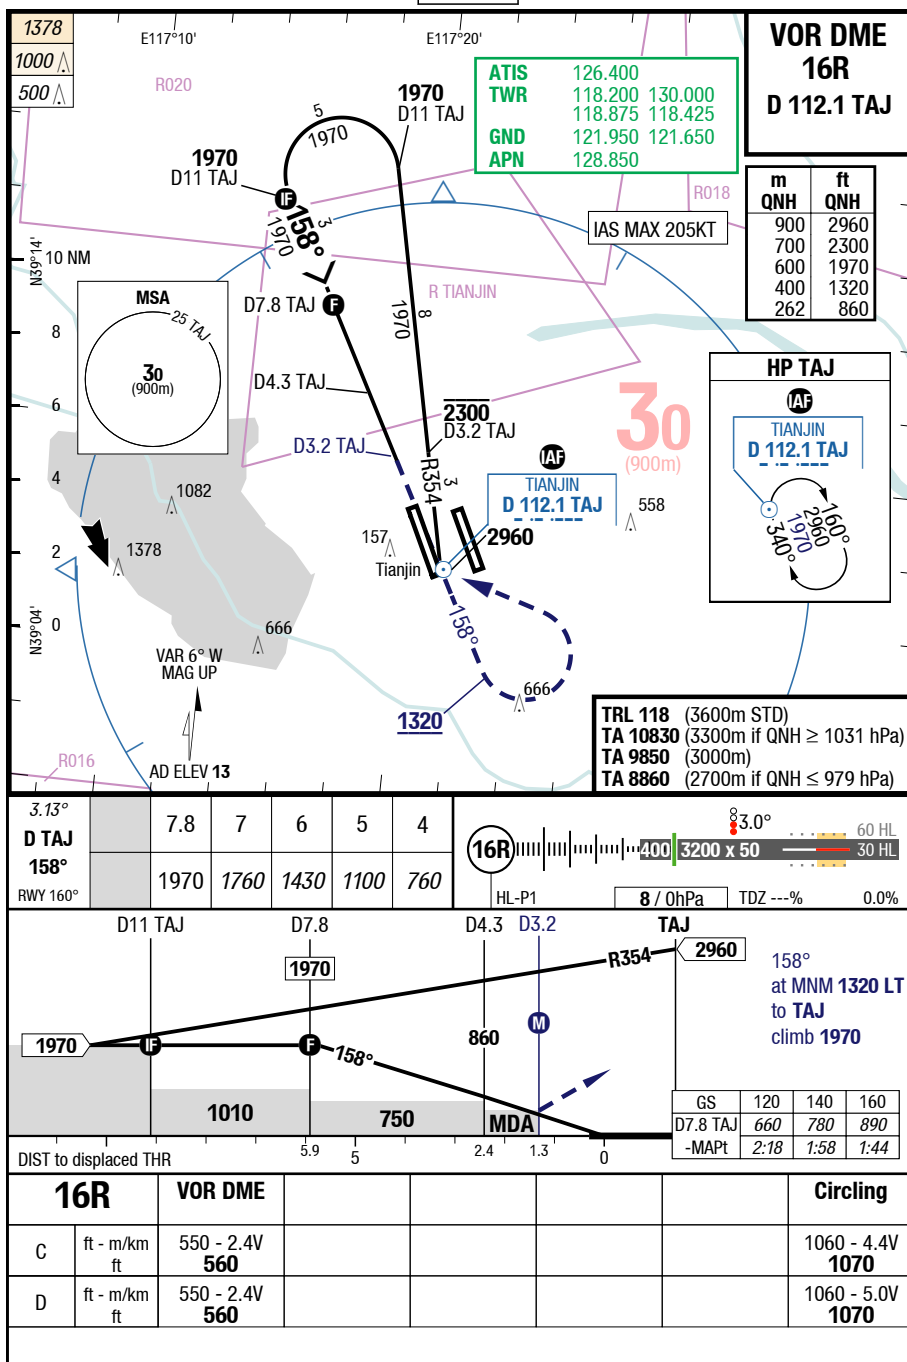 1378
1000
500
E117°10'
E117°20'
VOR DME
16R
D 112.1 TAJ
ATIS 126.400
TWR 118.200 130.000
118.875 118.425
GND 121.950 121.650
APN 128.850
m ft
QNH QNH
900 2960
700 2300
600 1970
400 1320
262 860
R020
R018
IAS MAX 205KT
1970
D11 TAJ
5
1970
1970
D11 TAJ
IF
158°
3
1970
N39°14'
10 NM
8
6
4
2
0
N39°04'
MSA
25 TAJ
30
(900m)
D7.8 TAJ
F
R TIANJIN
8
1970
D4.3 TAJ
D3.2 TAJ
2300
D3.2 TAJ
R354
3
30
(900m)
IAF
TIANJIN
D 112.1 TAJ
2960
HP TAJ
IAF
TIANJIN
D 112.1 TAJ
160°
2960
1970
340°
1082
1378
157
Tianjin
558
666
158°
666
1320
VAR 6° W
MAG UP
AD ELEV 13
R016
TRL 118 (3600m STD)
TA 10830 (3300m if QNH ≥ 1031 hPa)
TA 9850 (3000m)
TA 8860 (2700m if QNH ≤ 979 hPa)
3.13°
D TAJ
158°
RWY 160°
7.8 7 6 5 4
1970 1760 1430 1100 760
16R
HL-P1
3.0°
400 3200 x 50
60 HL
30 HL
8 / 0hPa
TDZ ---%
0.0%
D11 TAJ
D7.8
D4.3
D3.2
TAJ
1970
R354
2960
158°
at MNM 1320 LT
to TAJ
climb 1970
1970
IF
F
158°
860
M
1010
750
MDA
GS 120 140 160
D7.8 TAJ 660 780 890
-MAPt 2:18 1:58 1:44
DIST to displaced THR
5.9
5
2.4
1.3
0
16R VOR DME Circling
C ft - m/km 550 - 2.4V 1060 - 4.4V
ft 560 1070
D ft - m/km 550 - 2.4V 1060 - 5.0V
ft 560 1070